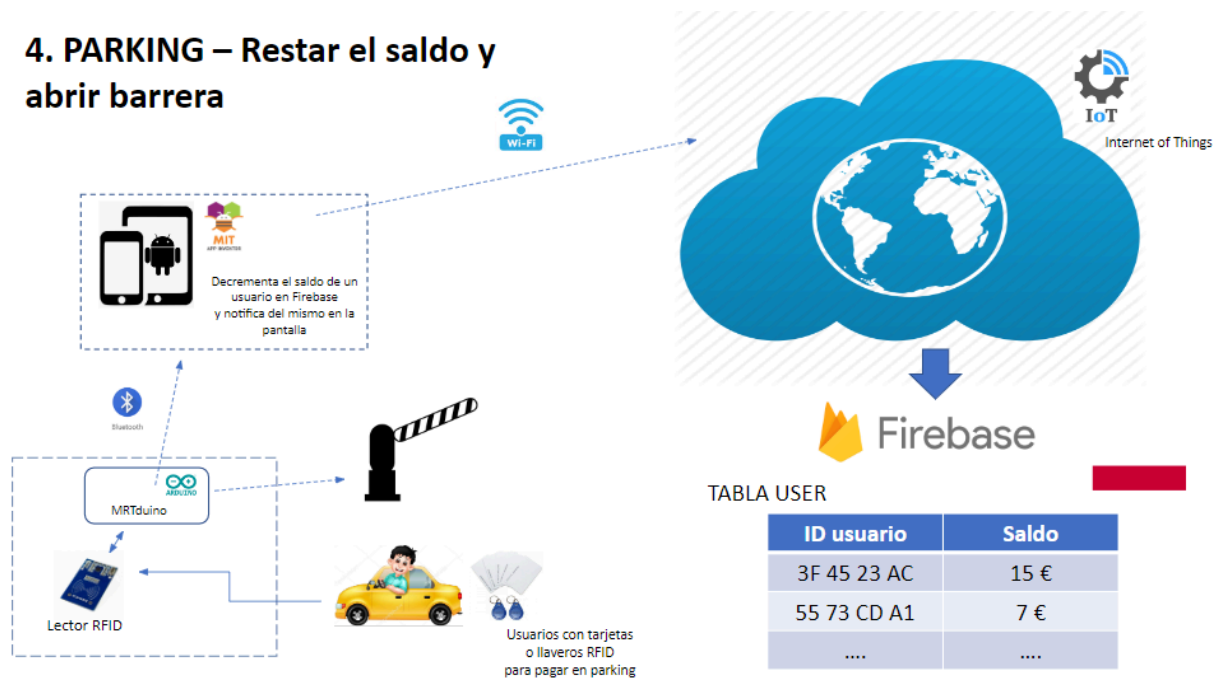 4. PARKING – Restar el saldo y
abrir barrera
Wi-Fi
IoT
Internet of Things
MIT
APP INVENTOR
Decrementa el saldo de un
usuario en Firebase
y notifica del mismo en la
pantalla
Bluetooth
ARDUINO
MRTduino
Lector RFID
Usuarios con tarjetas
o llaveros RFID
para pagar en parking
Firebase
TABLA USER
ID usuario Saldo
3F 45 23 AC 15 €
55 73 CD A1 7 €
.... ....